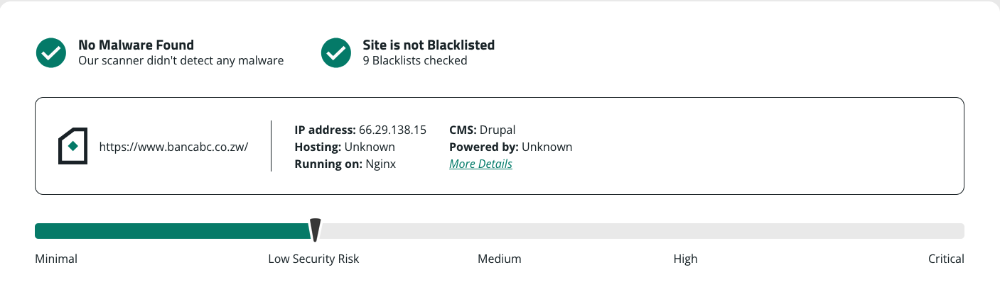 No Malware Found
Our scanner didn't detect any malware
Site is not Blacklisted
9 Blacklists checked
https://www.bancabc.co.zw/
IP address: 66.29.138.15
Hosting: Unknown
Running on: Nginx
CMS: Drupal
Powered by: Unknown
More Details
Minimal
Low Security Risk
Medium
High
Critical